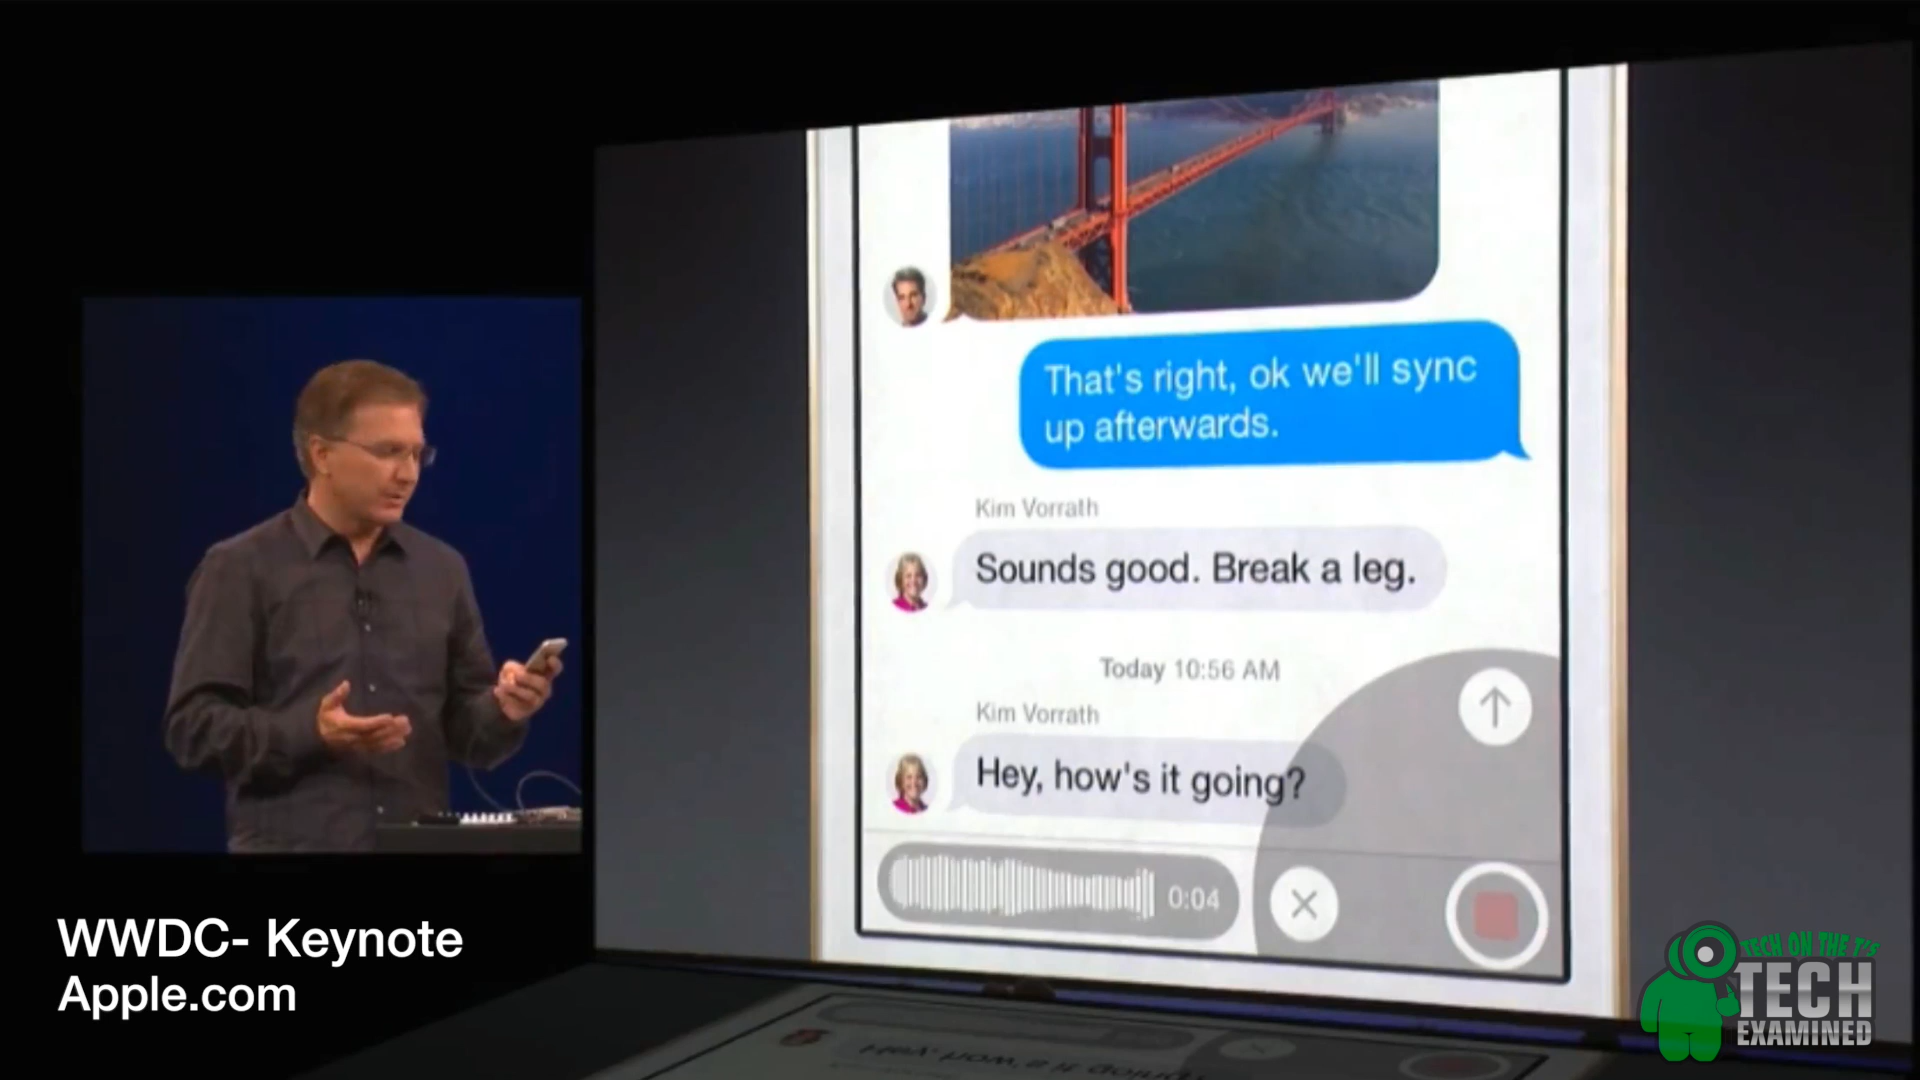 That's right, ok we'll sync
up afterwards.
Kim Vorrath
Sounds good. Break a leg.
Today 10:56 AM
Kim Vorrath
Hey, how's it going?
0:04
WWDC- Keynote
Apple.com
TECH ON THE T'S
TECH
EXAMINED